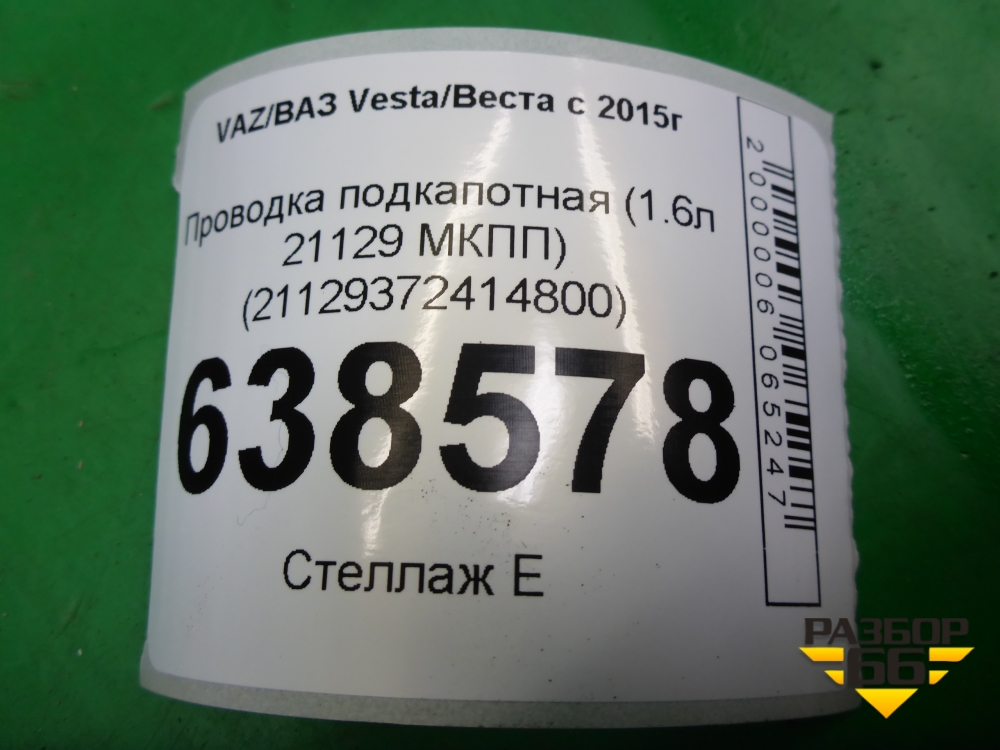 VAZ/ВАЗ Vesta/Веста с 2015г
Проводка подкапотная (1.6л
21129 МКПП)
(21129372414800)
638578
Стеллаж Е
2000006065247
РАЗБОР
66